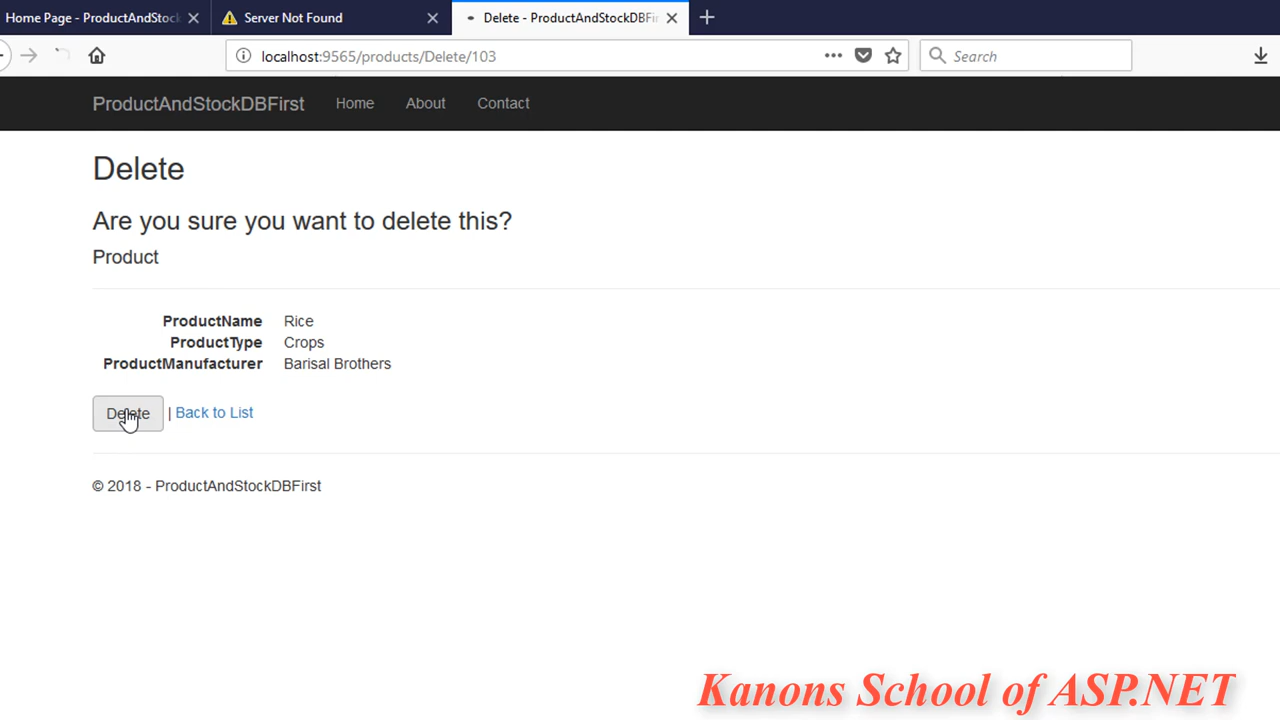 Home Page - ProductAndStock
Server Not Found
Delete - ProductAndStockDBFir
localhost:9565/products/Delete/103
Search
ProductAndStockDBFirst Home About Contact
Delete
Are you sure you want to delete this?
Product
ProductName Rice
ProductType Crops
ProductManufacturer Barisal Brothers
Delete | Back to List
© 2018 - ProductAndStockDBFirst
Kanons School of ASP.NET